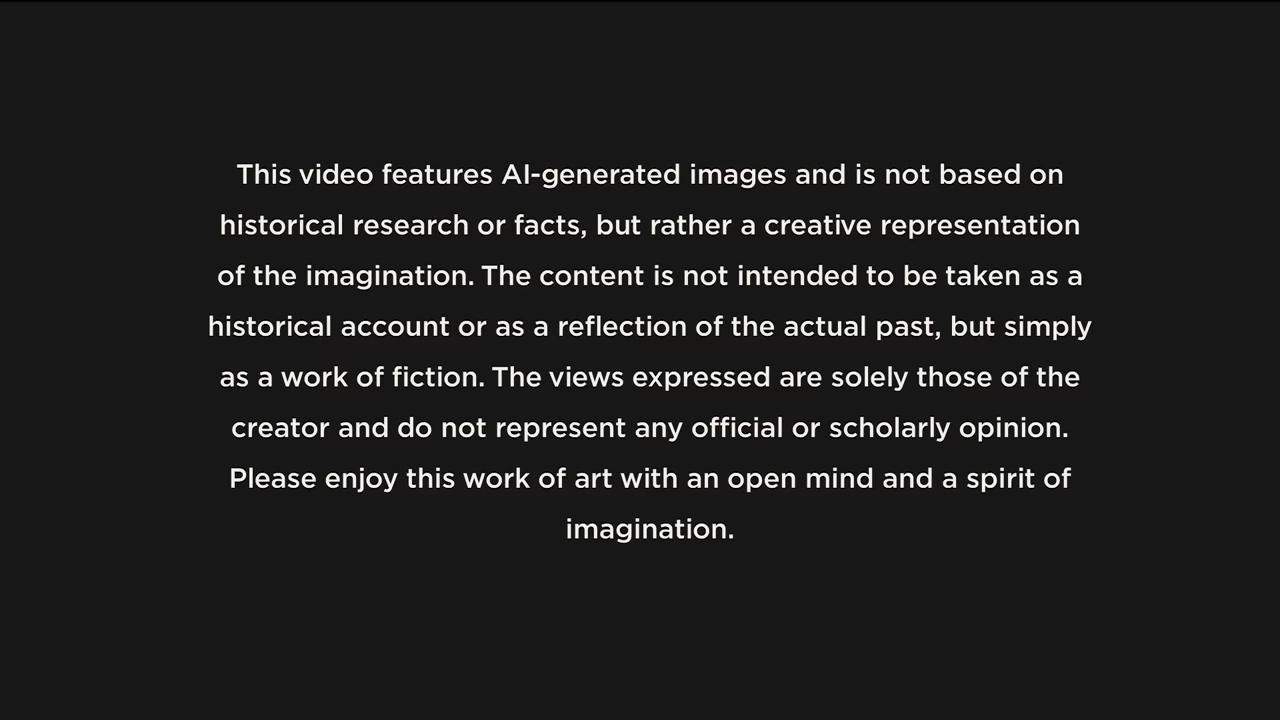 This video features AI-generated images and is not based on
historical research or facts, but rather a creative representation
of the imagination. The content is not intended to be taken as a
historical account or as a reflection of the actual past, but simply
as a work of fiction. The views expressed are solely those of the
creator and do not represent any official or scholarly opinion.
Please enjoy this work of art with an open mind and a spirit of
imagination.